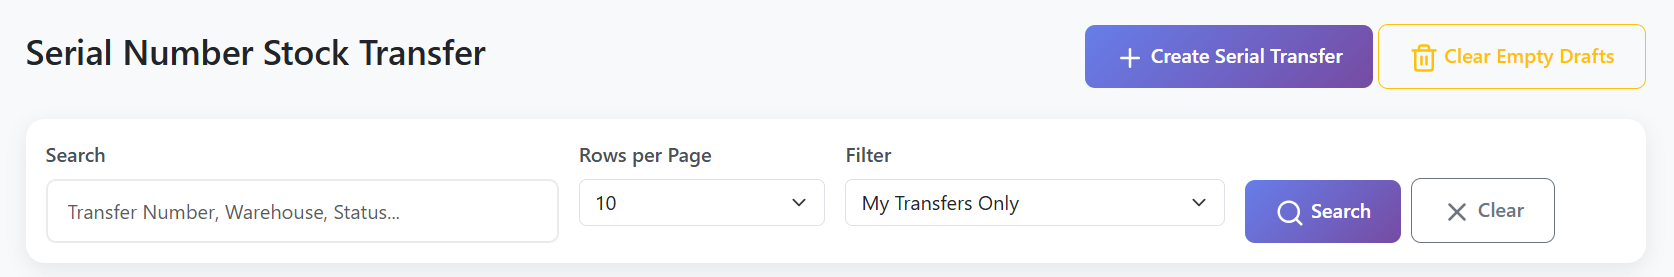 Serial Number Stock Transfer
Create Serial Transfer
Clear Empty Drafts
Search
Rows per Page
Filter
Transfer Number, Warehouse, Status...
10
My Transfers Only
Search
Clear